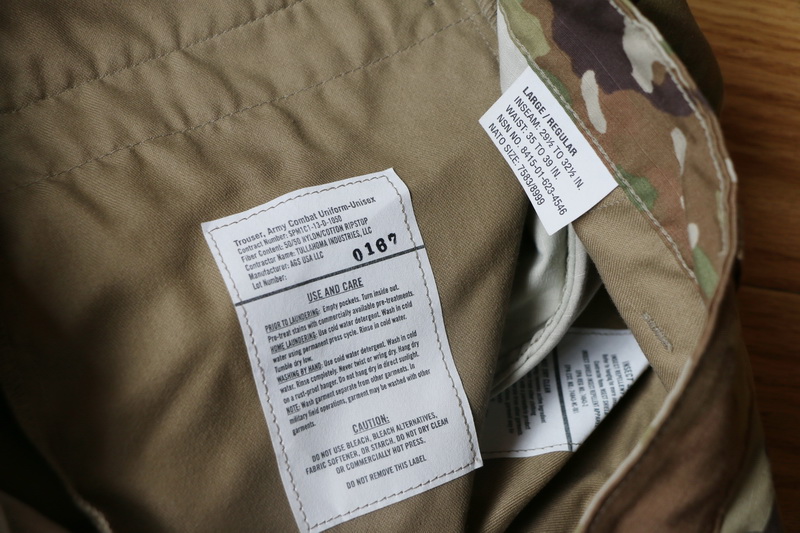 LARGE / REGULAR
INSEAM: 29½ TO 32½ IN.
WAIST: 35 TO 39 IN.
NSN NO. 8415-01-623-4546
NATO SIZE: 7583/8999
Trouser, Army Combat Uniform-Unisex
Contract Number: SPM1C1-13-D-1050
Fiber Content: 50/50 NYLON/COTTON RIPSTOP
Contractor Name: TULLAHOMA INDUSTRIES, LLC
Manufacturer: AGS USA LLC
Lot Number: 0167
USE AND CARE
PRIOR TO LAUNDERING: Empty pockets. Turn inside out.
Pre-treat stains with commercially available pre-treatments.
HOME LAUNDERING: Use cold water detergent. Wash in cold
water using permanent press cycle. Rinse in cold water.
Tumble dry low.
WASHING BY HAND: Use cold water detergent. Wash in cold
water. Rinse completely. Never twist or wring dry. Hang dry
on a rust-proof hanger. Do not hang dry in direct sunlight.
NOTE: Wash garment separate from other garments. In
military field operations, garment may be washed with other
garments.
CAUTION:
DO NOT USE BLEACH, BLEACH ALTERNATIVES,
FABRIC SOFTENER, OR STARCH. DO NOT DRY CLEAN
OR COMMERCIALLY HOT PRESS.
DO NOT REMOVE THIS LABEL